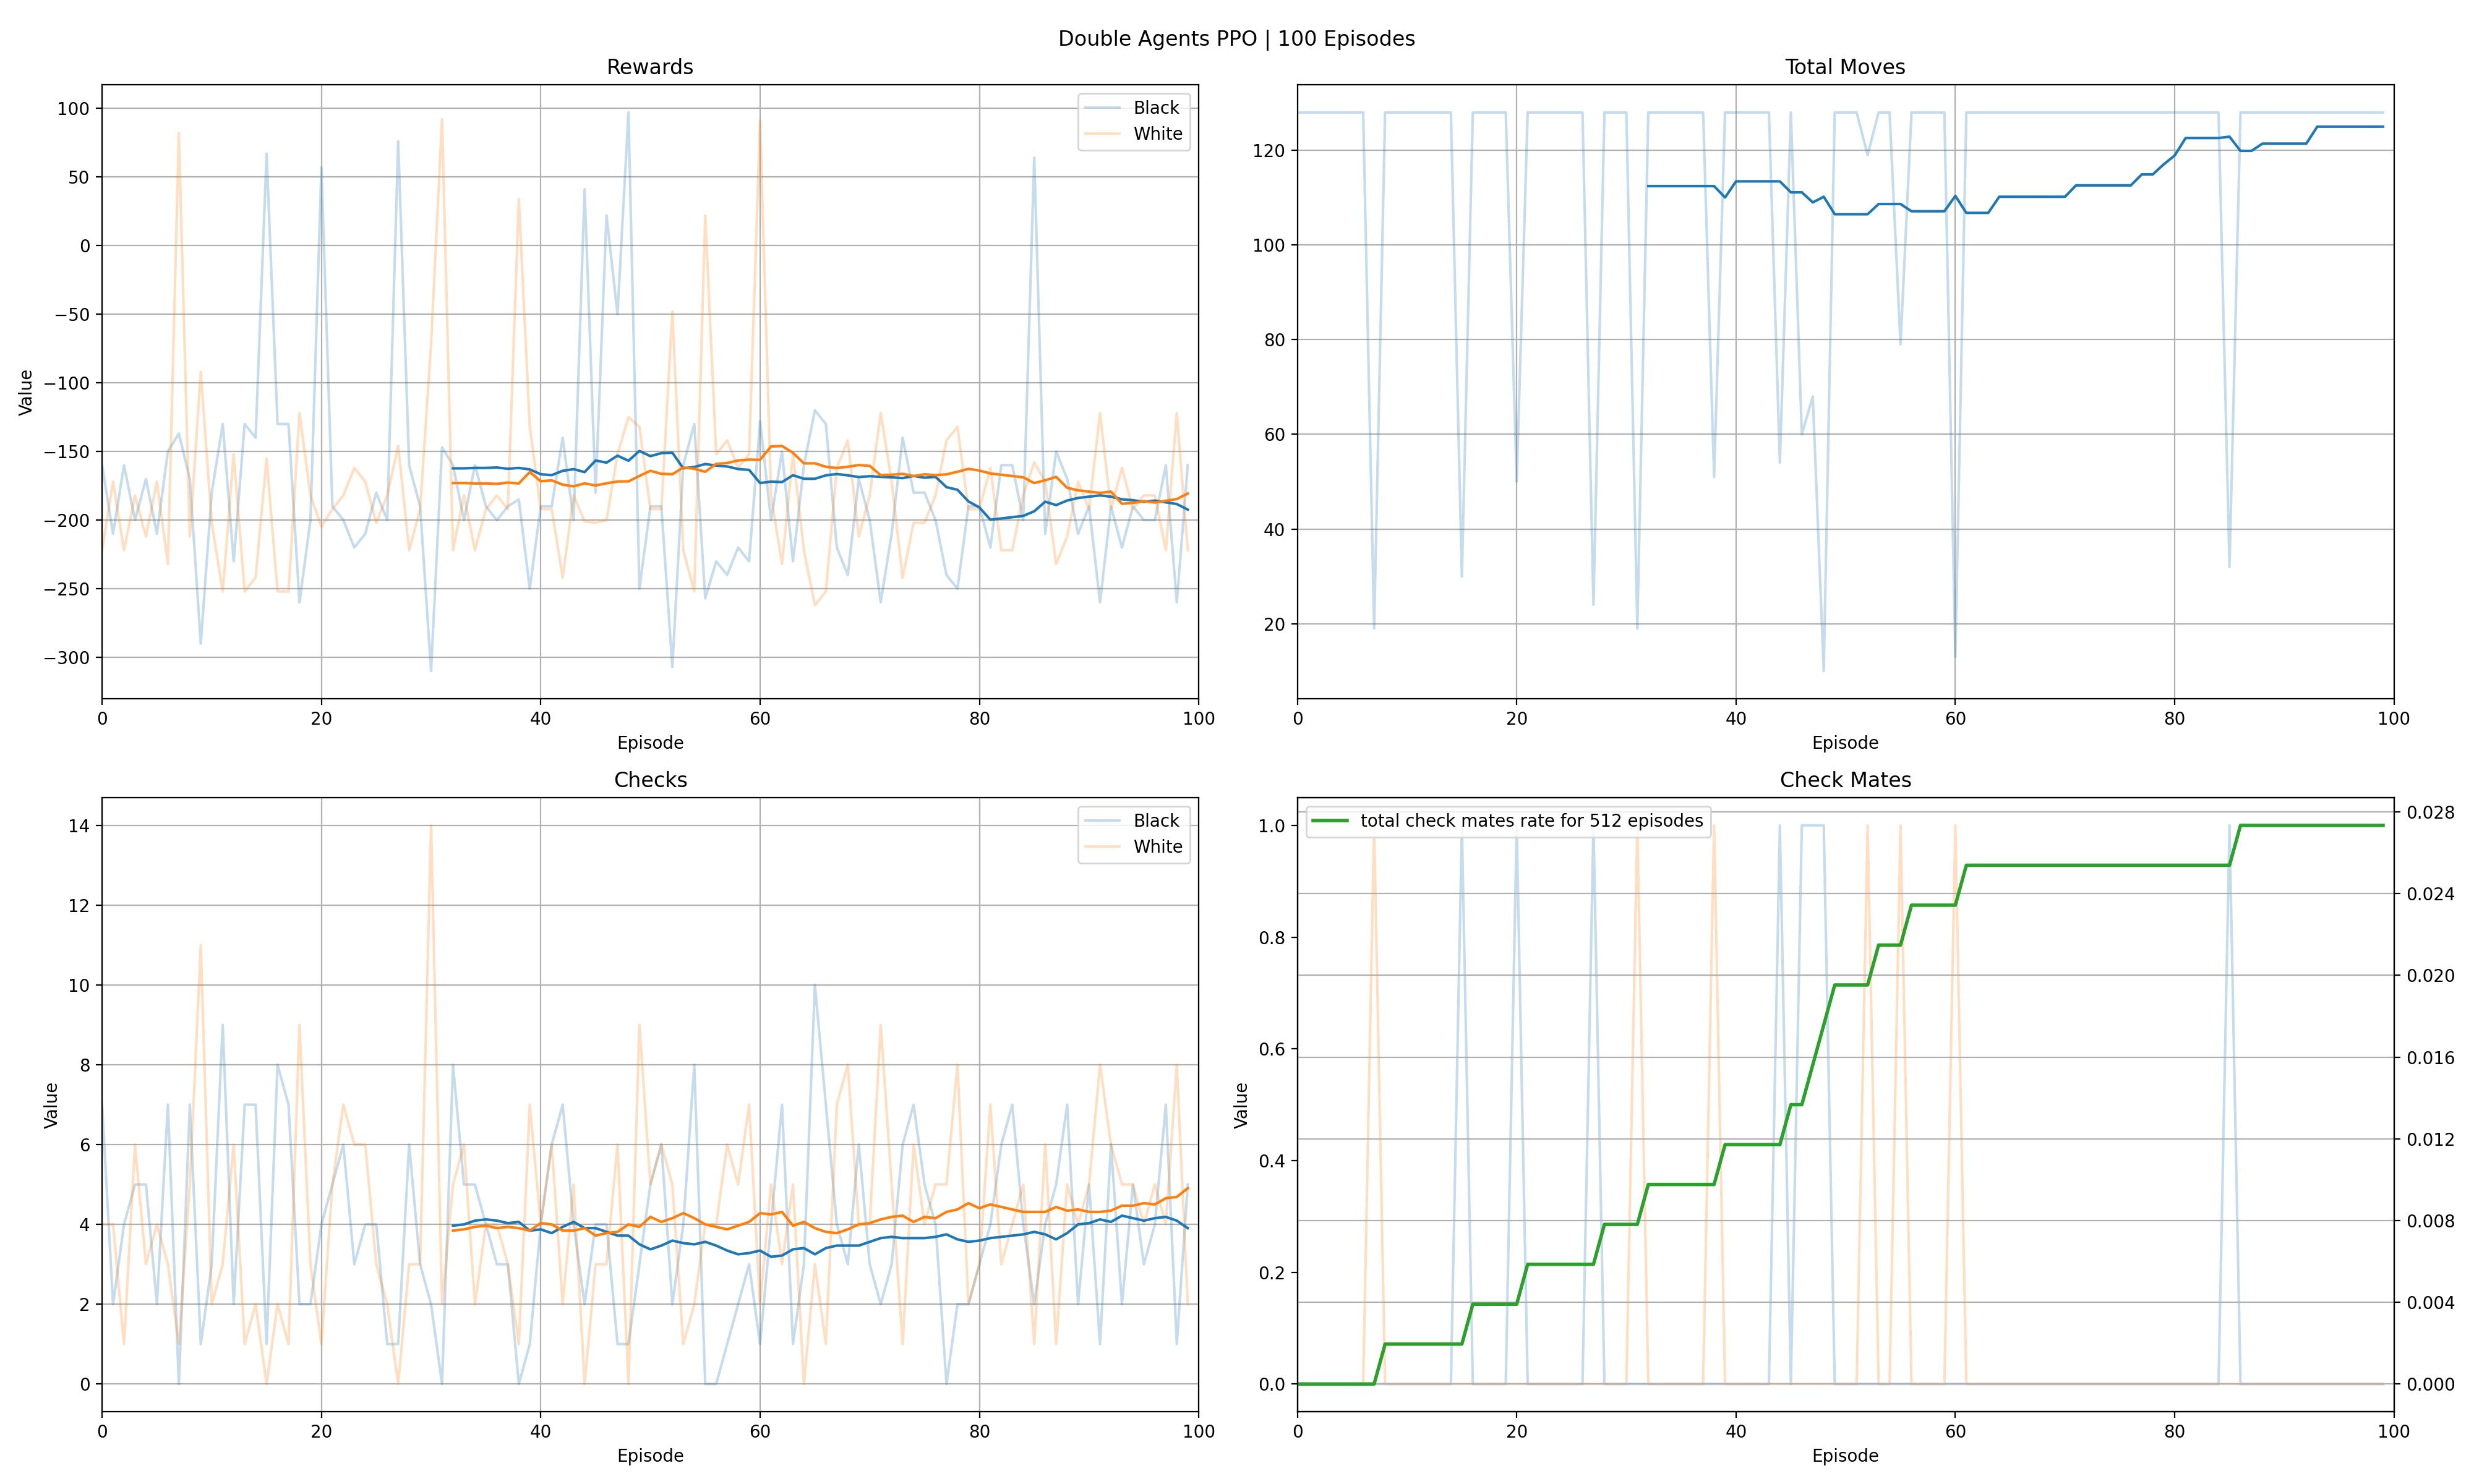 Double Agents PPO | 100 Episodes
Rewards
100
50
0
−50
−100
−150
−200
−250
−300
Value
Black
White
0 20 40 60 80 100
Episode
Total Moves
120
100
80
60
40
20
0 20 40 60 80 100
Episode
Checks
14
12
10
8
6
4
2
0
Value
Black
White
0 20 40 60 80 100
Episode
Check Mates
total check mates rate for 512 episodes
1.0
0.8
0.6
0.4
0.2
0.0
Value
0.028
0.024
0.020
0.016
0.012
0.008
0.004
0.000
0 20 40 60 80 100
Episode